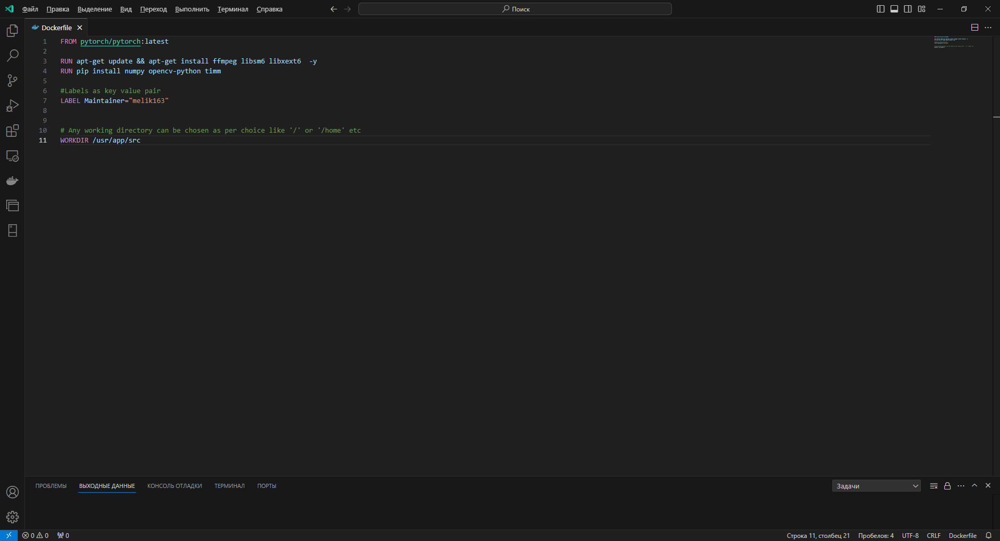 Файл Правка Выделение Вид Переход Выполнить Терминал Справка Поиск
Dockerfile
1 FROM pytorch/pytorch:latest
2
3 RUN apt-get update && apt-get install ffmpeg libsm6 libxext6  -y
4 RUN pip install numpy opencv-python timm
5
6 #Labels as key value pair
7 LABEL Maintainer="melik163"
8
9
10 # Any working directory can be chosen as per choice like '/' or '/home' etc
11 WORKDIR /usr/app/src
ПРОБЛЕМЫ ВЫХОДНЫЕ ДАННЫЕ КОНСОЛЬ ОТЛАДКИ ТЕРМИНАЛ ПОРТЫ Задачи
0 0 0 Строка 11, столбец 21 Пробелов: 4 UTF-8 CRLF Dockerfile